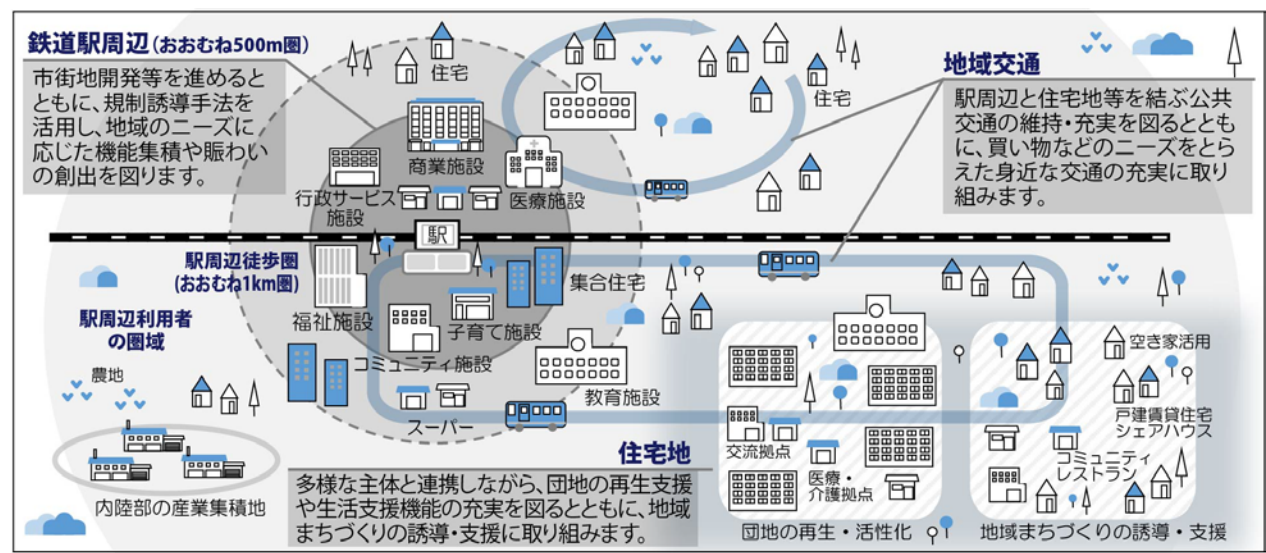 鉄道駅周辺(おおむね500m圏)
市街地開発等を進めると
ともに、規制誘導手法を
活用し、地域のニーズに
応じた機能集積や賑わい
の創出を図ります。
住宅
住宅
地域交通
駅周辺と住宅地等を結ぶ公共
交通の維持・充実を図るととも
に、買い物などのニーズをとら
えた身近な交通の充実に取り
組みます。
商業施設
行政サービス
施設
医療施設
駅
駅周辺徒歩圏
(おおむね1km圏)
集合住宅
福祉施設
子育て施設
駅周辺利用者
の圏域
コミュニティ施設
教育施設
農地
スーパー
空き家活用
戸建賃貸住宅
シェアハウス
コミュニティ
レストラン
交流拠点
医療・
介護拠点
内陸部の産業集積地
住宅地
多様な主体と連携しながら、団地の再生支援
や生活支援機能の充実を図るとともに、地域
まちづくりの誘導・支援に取り組みます。
団地の再生・活性化
地域まちづくりの誘導・支援